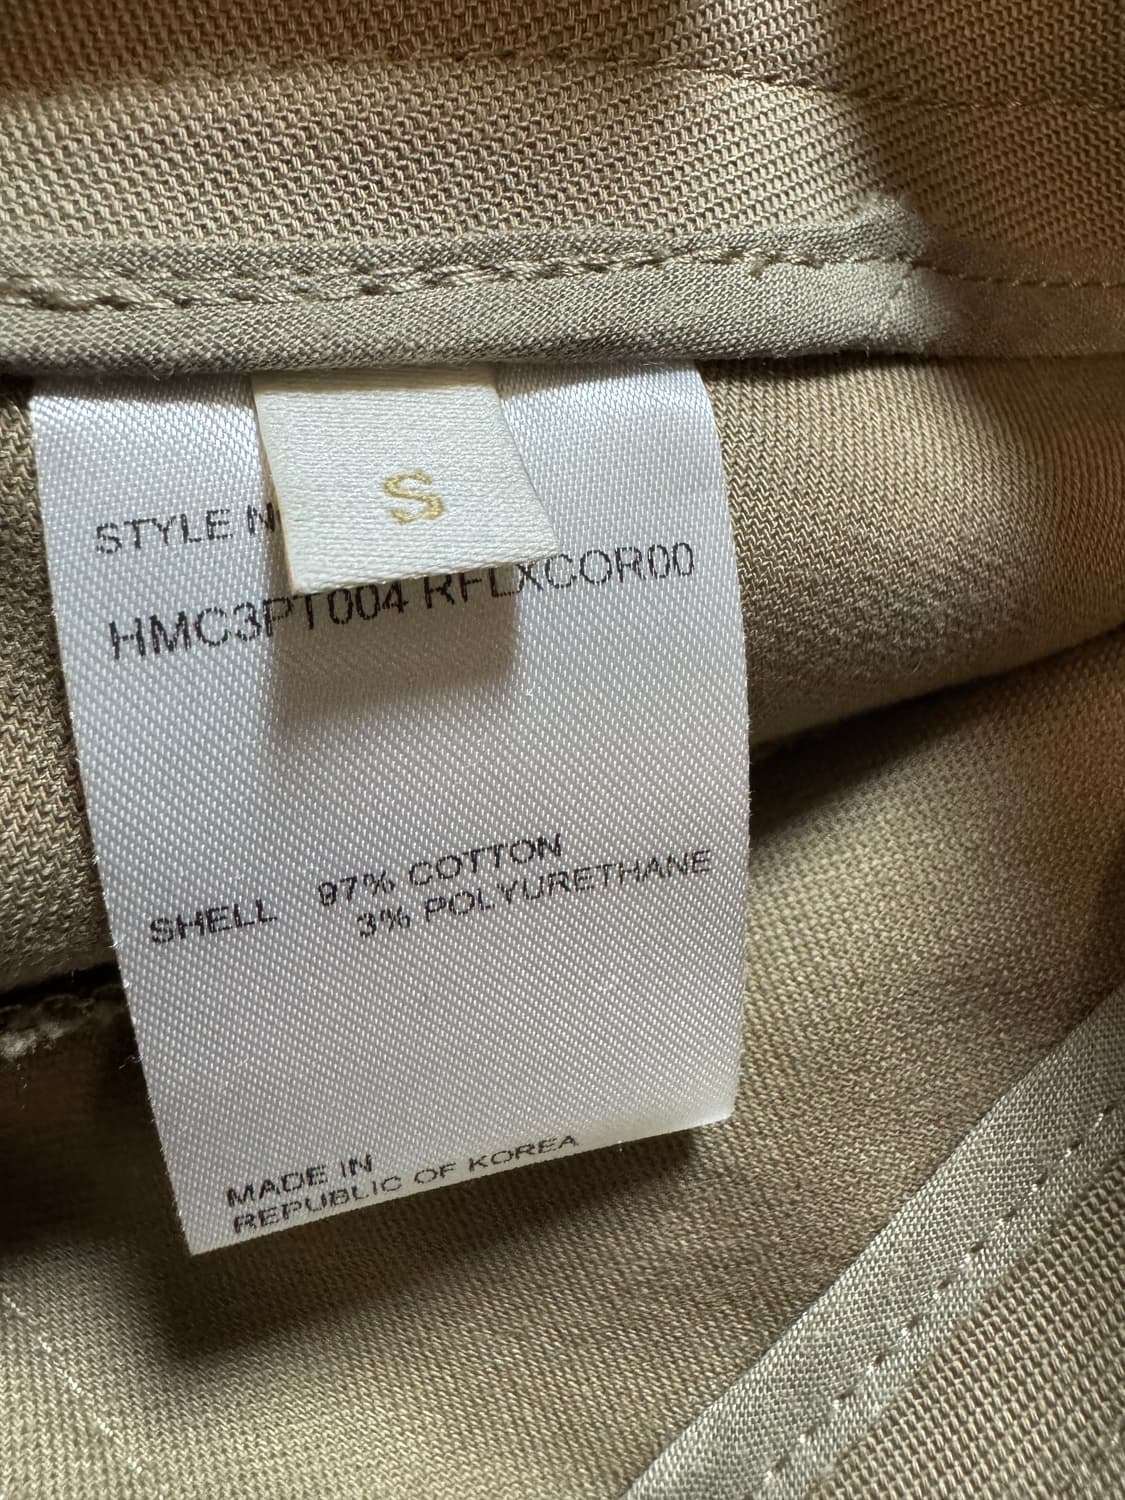 S
STYLE N
HMC3PT004 RFLXCOR00
SHELL 97% COTTON
3% POLYURETHANE
MADE IN
REPUBLIC OF KOREA